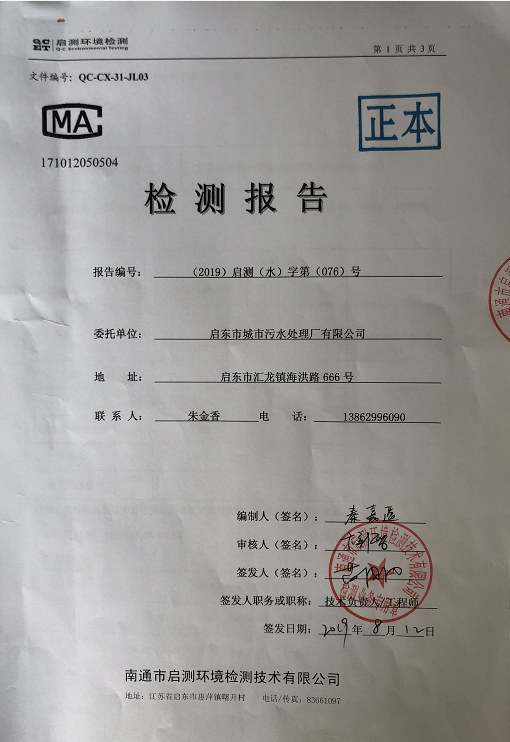 QC ET 启测环境检测
Q-C Environmental Testing
第 1 页 共 3 页
文件编号：QC-CX-31-JL03
MA
正本
171012050504
检测报告
报告编号： （2019）启测（水）字第（076）号
委托单位： 启东市城市污水处理厂有限公司
地 址： 启东市汇龙镇海洪路 666 号
联 系 人： 朱金香 电 话： 13862996090
编制人（签名）： 秦嘉
审核人（签名）：
签发人（签名）：
签发人职务或职称： 技术负责人/工程师
签发日期： 2019 年 8 月 12 日
南通市启测环境检测技术有限公司
地址：江苏省启东市惠萍镇曙升村 电话/传真：83661097